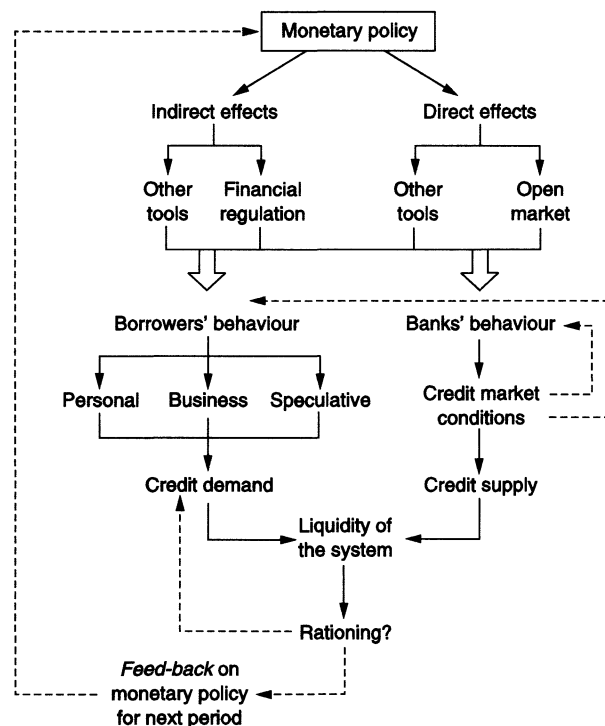 Monetary policy
Indirect effects
Direct effects
Other
tools
Financial
regulation
Other
tools
Open
market
Borrowers' behaviour
Banks' behaviour
Personal
Business
Speculative
Credit market
conditions
Credit demand
Credit supply
Liquidity of
the system
Rationing?
Feed-back on
monetary policy
for next period